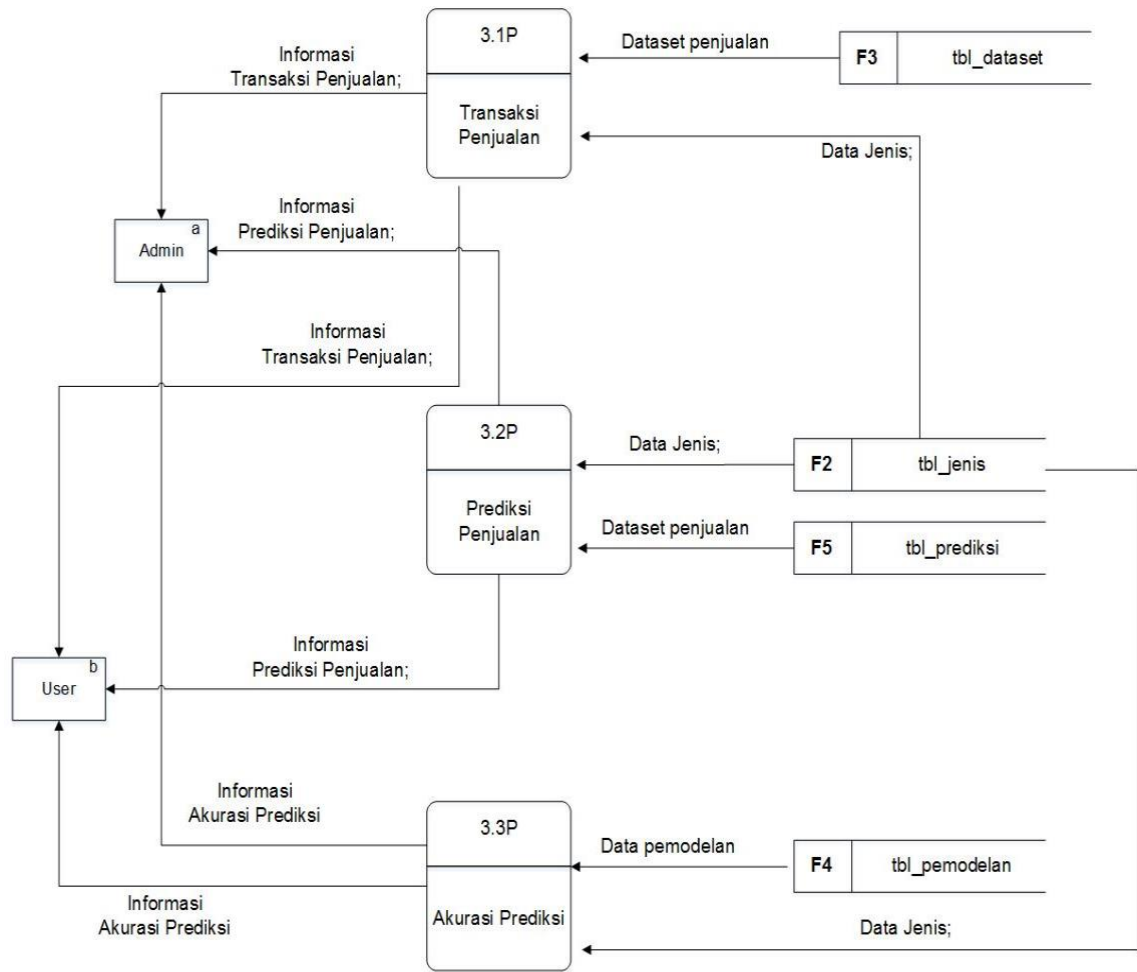 3.1P
Transaksi
Penjualan
Informasi
Transaksi Penjualan;
Dataset penjualan
F3
tbl_dataset
Data Jenis;
a
Admin
Informasi
Prediksi Penjualan;
Informasi
Transaksi Penjualan;
3.2P
Prediksi
Penjualan
Data Jenis;
F2
tbl_jenis
Dataset penjualan
F5
tbl_prediksi
b
User
Informasi
Prediksi Penjualan;
Informasi
Akurasi Prediksi
3.3P
Akurasi Prediksi
Data pemodelan
F4
tbl_pemodelan
Informasi
Akurasi Prediksi
Data Jenis;